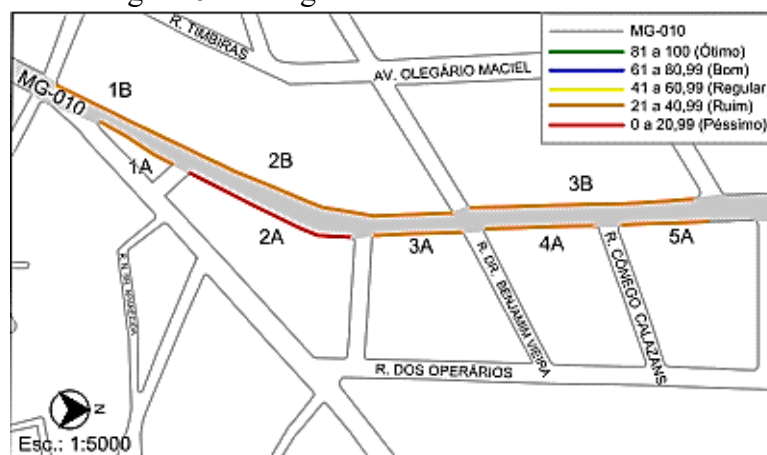 R. TIMBIRAS
MG-010
81 a 100 (Ótimo)
61 a 80,99 (Bom)
41 a 60,99 (Regular
21 a 40,99 (Ruim)
0 a 20,99 (Péssimo)
AV. OLEGÁRIO MACIEL
MG-010
1B
2B
3B
1A
2A
3A
4A
5A
R. DR. BENJAMIM VIEIRA
R. CÔNEGO CALAZANS
R. DOS OPERÁRIOS
N
Esc.: 1:5000